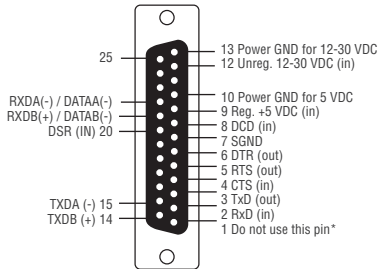 25
RXDA(-) / DATAA(-)
RXDB(+) / DATAB(-)
DSR (IN) 20
TXDA (-) 15
TXDB (+) 14
13 Power GND for 12-30 VDC
12 Unreg. 12-30 VDC (in)
10 Power GND for 5 VDC
9 Reg. +5 VDC (in)
8 DCD (in)
7 SGND
6 DTR (out)
5 RTS (out)
4 CTS (in)
3 TxD (out)
2 RxD (in)
1 Do not use this pin*